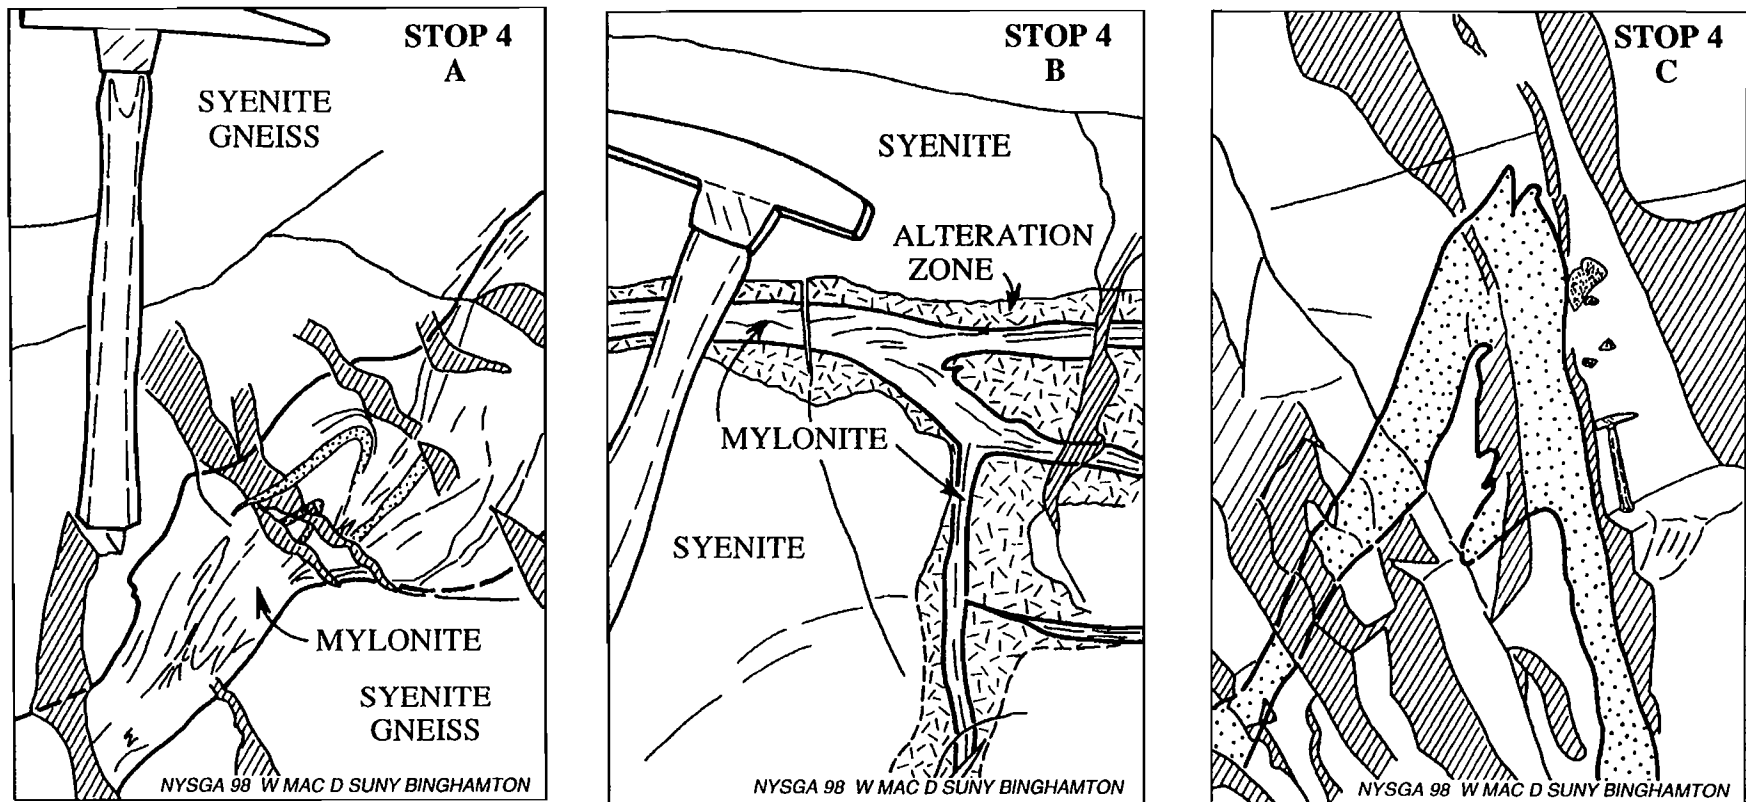 STOP 4
A
SYENITE
GNEISS
MYLONITE
SYENITE
GNEISS
NYSGA 98 W MAC D SUNY BINGHAMTON
STOP 4
B
SYENITE
ALTERATION
ZONE
MYLONITE
SYENITE
NYSGA 98 W MAC D SUNY BINGHAMTON
STOP 4
C
NYSGA 98 W MAC D SUNY BINGHAMTON